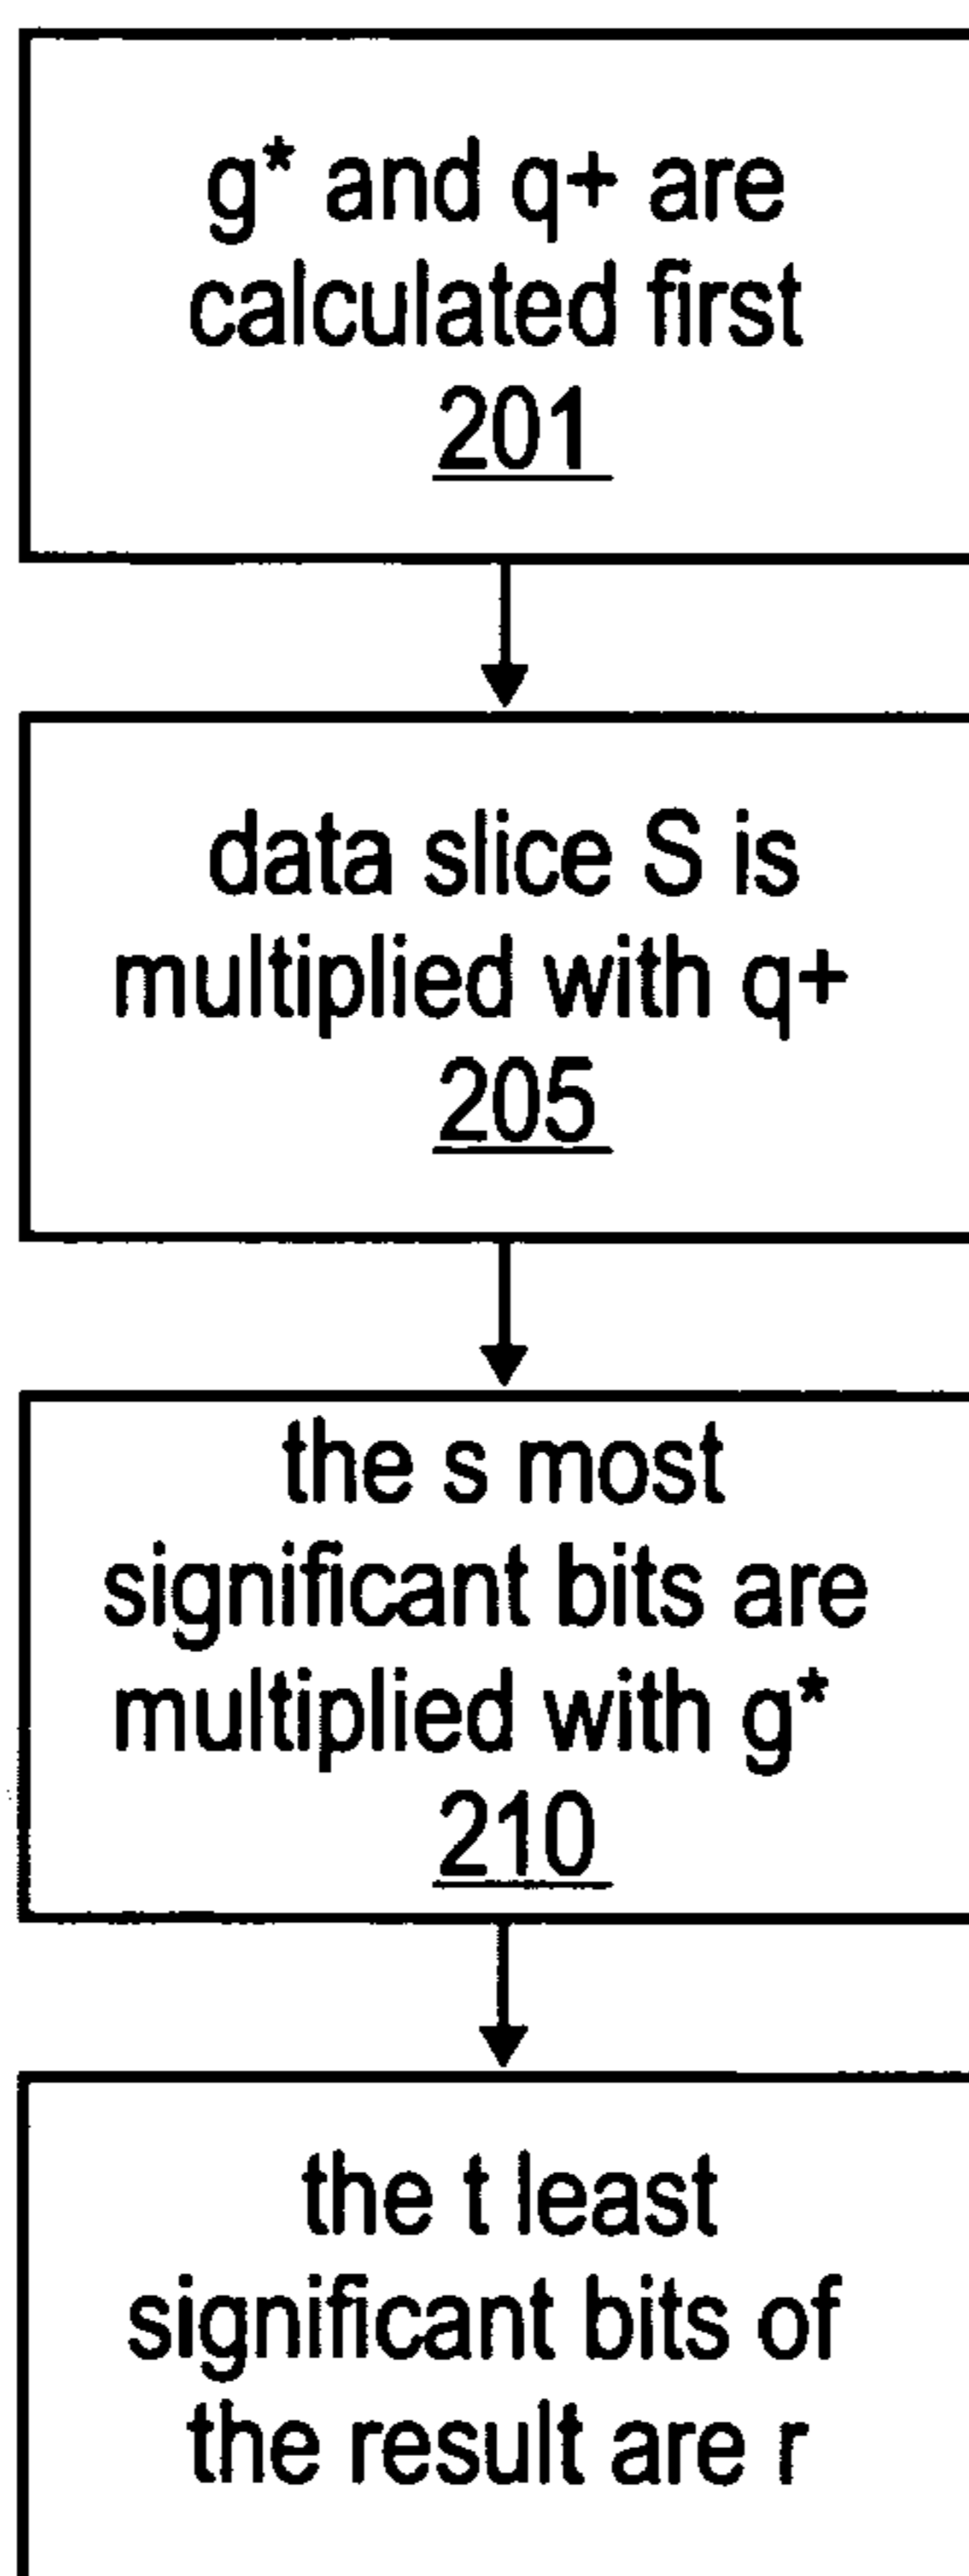 g* and q+ are
calculated first
201
data slice S is
multiplied with q+
205
the s most
significant bits are
multiplied with g*
210
the t least
significant bits of
the result are r